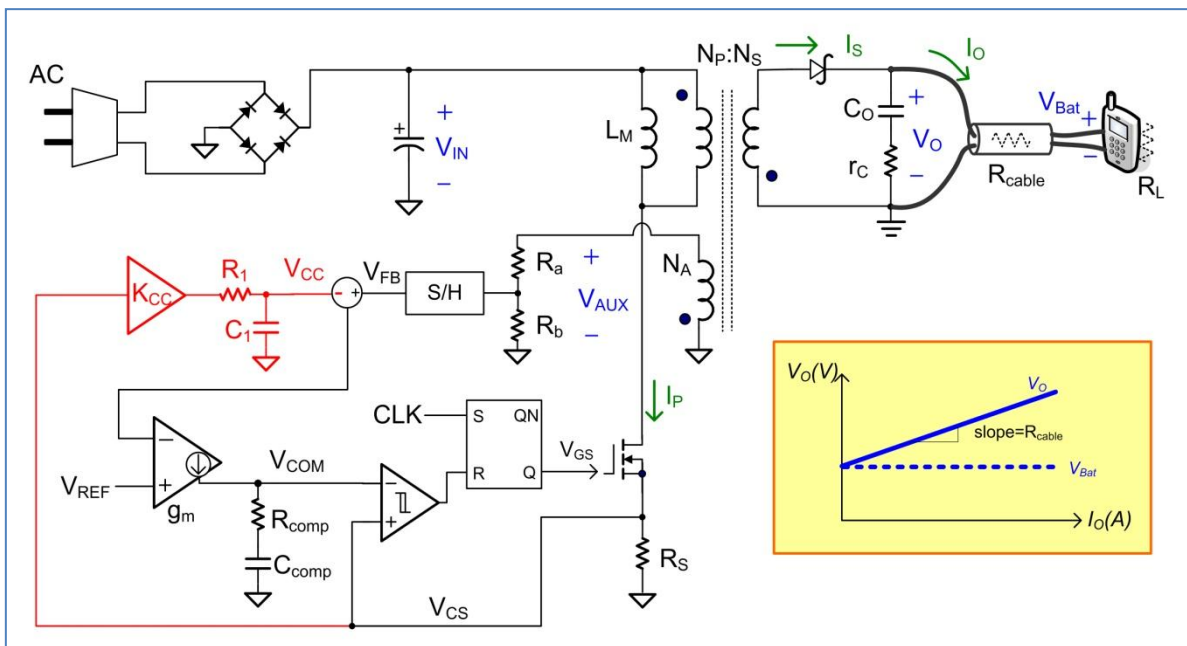 AC
V_IN
+
−
L_M
N_P:N_S
I_S
I_O
C_O
+
V_O
−
r_C
R_cable
V_Bat
+
−
R_L
K_CC
R_1
V_CC
C_1
-
+
V_FB
S/H
R_a
R_b
+
V_AUX
−
N_A
I_P
CLK
S
QN
R
Q
V_GS
V_REF
−
+
g_m
V_COM
R_comp
C_comp
−
+
V_CS
R_S
V_O(V)
V_O
slope=R_cable
V_Bat
I_O(A)